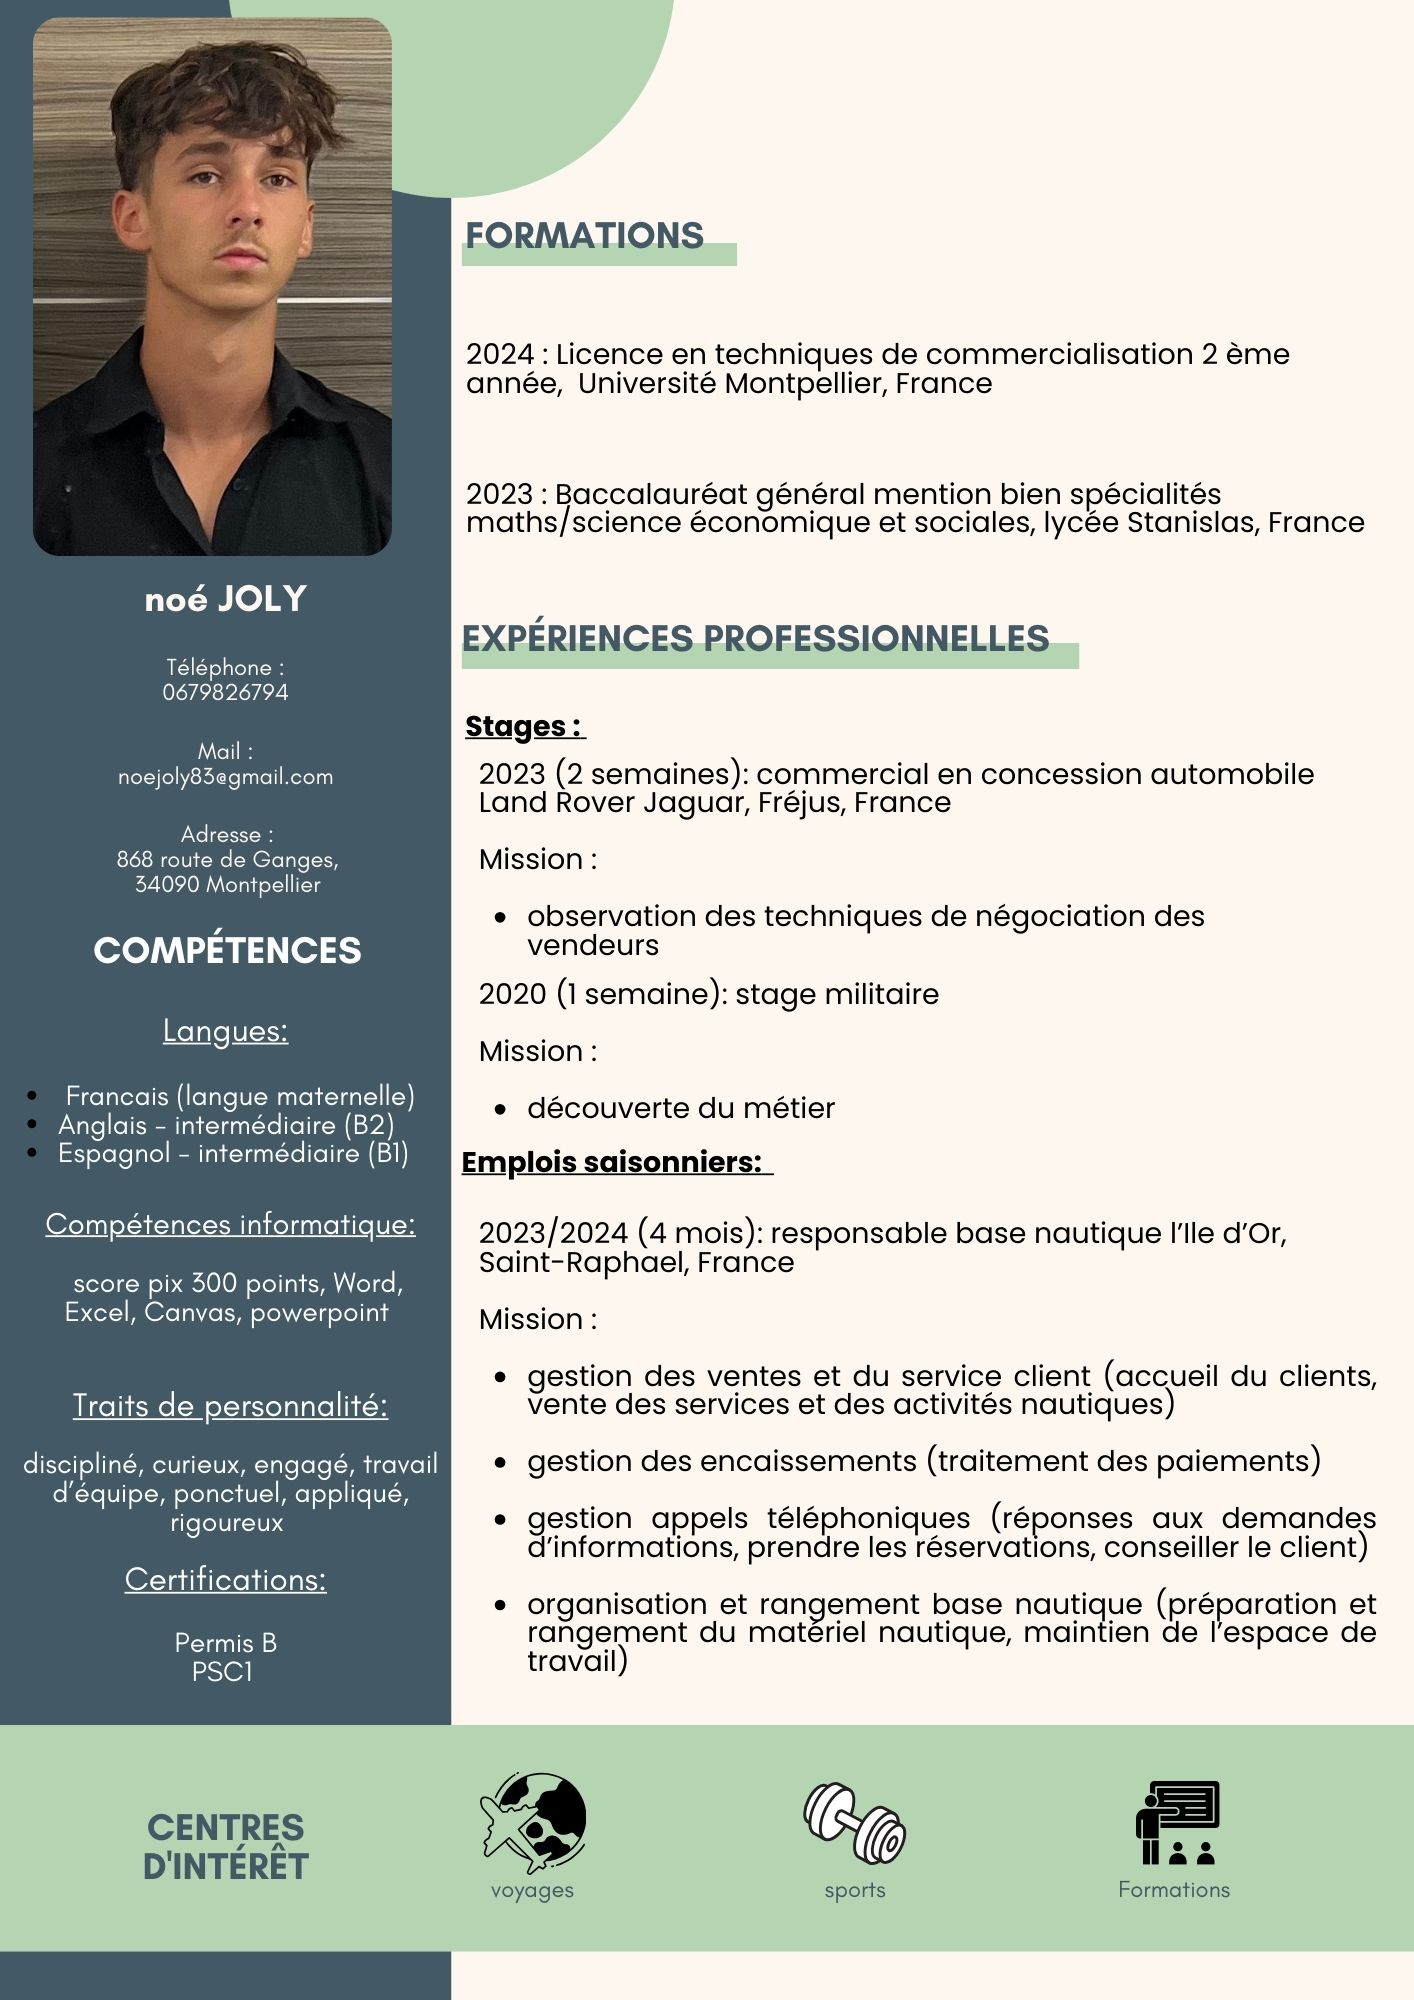 noé JOLY
Téléphone :
0679826794
Mail :
noejoly83@gmail.com
Adresse :
868 route de Ganges,
34090 Montpellier
COMPÉTENCES
Langues:
• Francais (langue maternelle)
• Anglais - intermédiaire (B2)
• Espagnol - intermédiaire (B1)
Compétences informatique:
score pix 300 points, Word,
Excel, Canvas, powerpoint
Traits de personnalité:
discipliné, curieux, engagé, travail
d'équipe, ponctuel, appliqué,
rigoureux
Certifications:
Permis B
PSC1
FORMATIONS
2024 : Licence en techniques de commercialisation 2 ème
année, Université Montpellier, France
2023 : Baccalauréat général mention bien spécialités
maths/science économique et sociales, lycée Stanislas, France
EXPÉRIENCES PROFESSIONNELLES
Stages :
2023 (2 semaines): commercial en concession automobile
Land Rover Jaguar, Fréjus, France
Mission :
• observation des techniques de négociation des
vendeurs
2020 (1 semaine): stage militaire
Mission :
• découverte du métier
Emplois saisonniers:
2023/2024 (4 mois): responsable base nautique l'Ile d'Or,
Saint-Raphael, France
Mission :
• gestion des ventes et du service client (accueil du clients,
vente des services et des activités nautiques)
• gestion des encaissements (traitement des paiements)
• gestion appels téléphoniques (réponses aux demandes
d'informations, prendre les réservations, conseiller le client)
• organisation et rangement base nautique (préparation et
rangement du matériel nautique, maintien de l'espace de
travail)
CENTRES
D'INTÉRÊT
voyages
sports
Formations